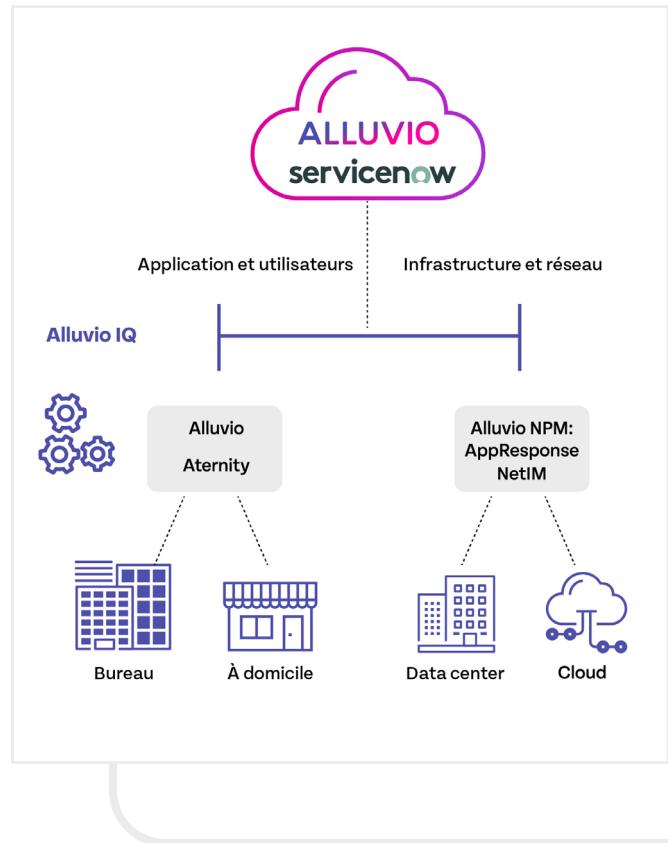 ALLUVIO
servicenow
Application et utilisateurs
Infrastructure et réseau
Alluvio IQ
Alluvio
Aternity
Alluvio NPM:
AppResponse
NetIM
Bureau
À domicile
Data center
Cloud